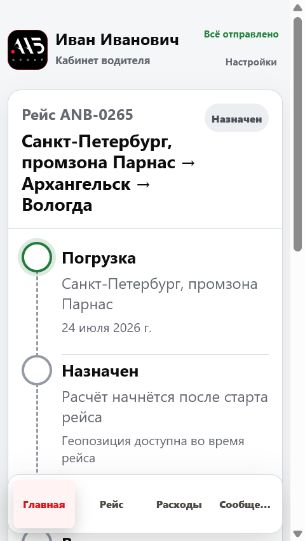 ANB
Иван Иванович
Кабинет водителя
Всё отправлено
Настройки
Рейс ANB-0265
Назначен
Санкт-Петербург,
промзона Парнас →
Архангельск →
Вологда
Погрузка
Санкт-Петербург, промзона
Парнас
24 июля 2026 г.
Назначен
Расчёт начнётся после старта
рейса
Геопозиция доступна во время
рейса
Главная
Рейс
Расходы
Сообще...